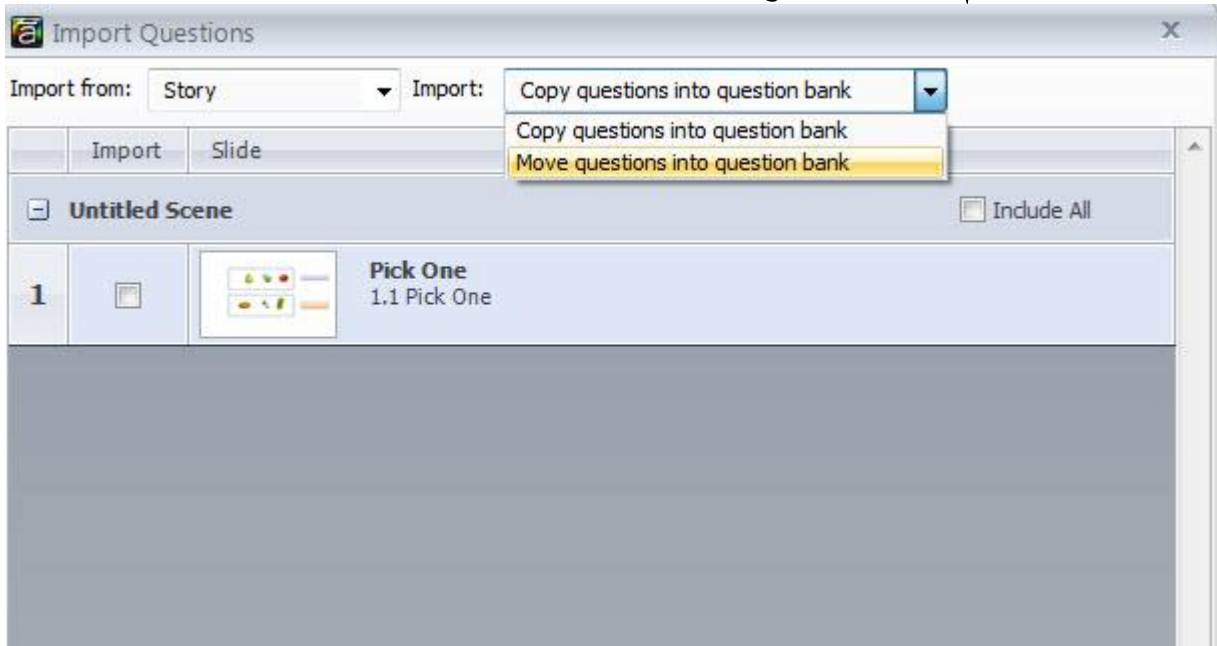 Import Questions
Import from: Story Import: Copy questions into question bank
Copy questions into question bank
Move questions into question bank
Import Slide
Untitled Scene Include All
1 Pick One
1.1 Pick One